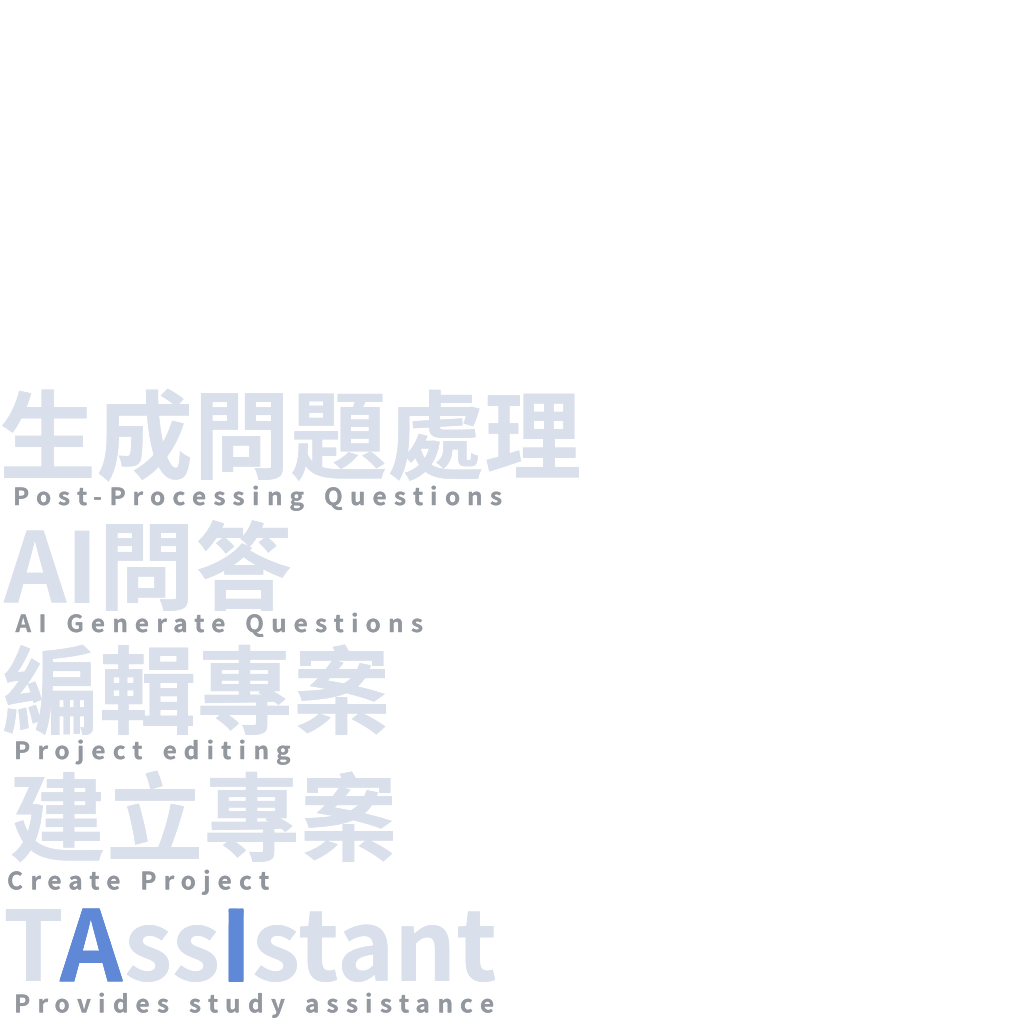 生成問題處理
Post-Processing Questions
AI問答
AI Generate Questions
編輯專案
Project editing
建立專案
Create Project
TAssIstant
Provides study assistance